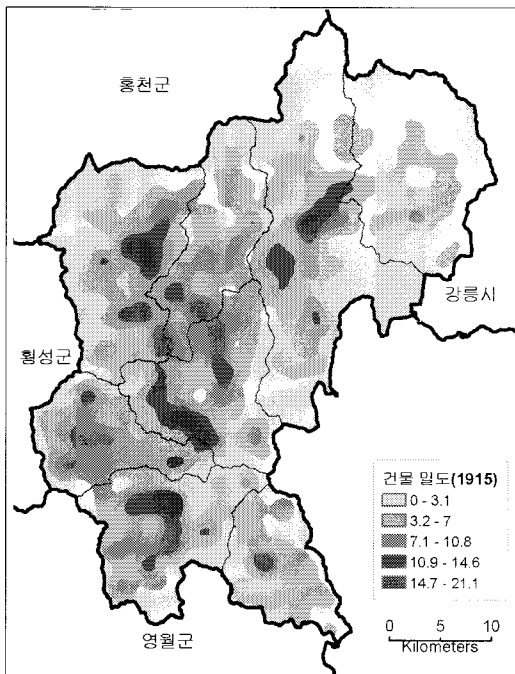 홍천군
강릉시
횡성군
건물 밀도(1915)
0 - 3.1
3.2 - 7
7.1 - 10.8
10.9 - 14.6
14.7 - 21.1
0 5 10
Kilometers
영월군